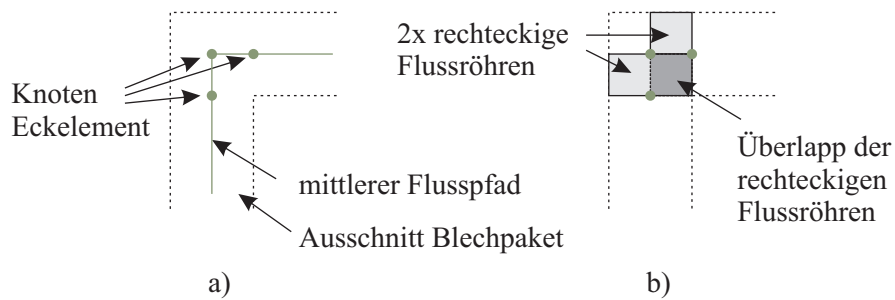 Knoten
Eckelement
mittlerer Flusspfad
Ausschnitt Blechpaket
a)
2x rechteckige
Flussröhren
Überlapp der
rechteckigen
Flussröhren
b)